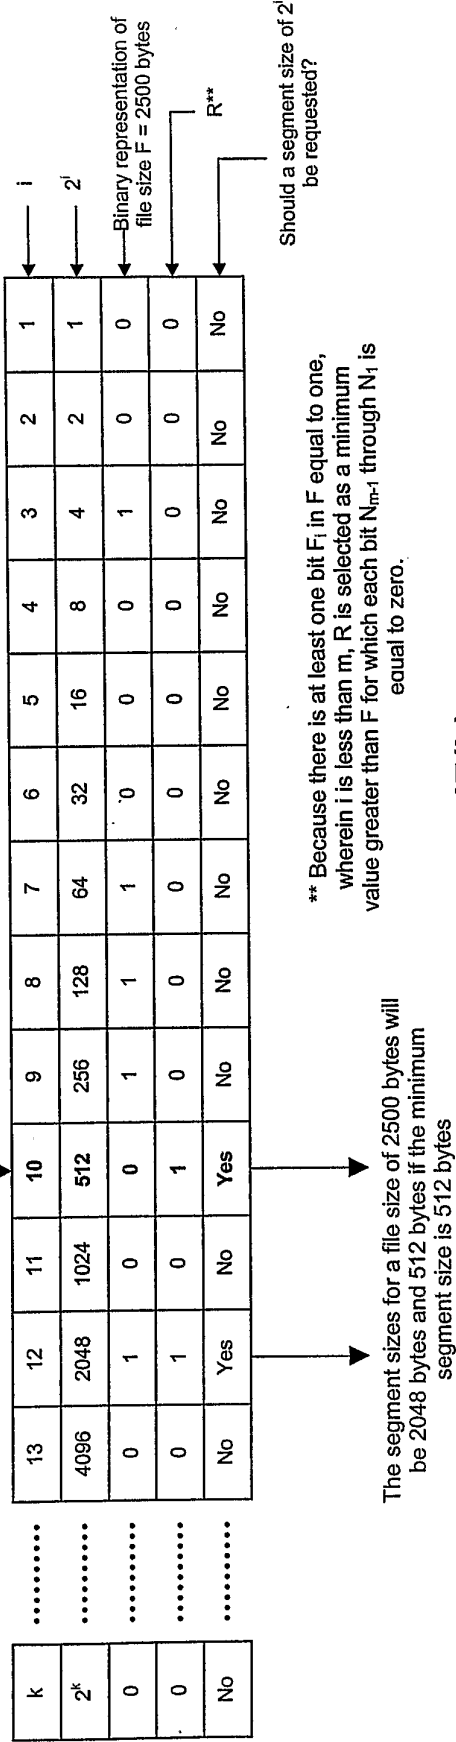 k ........... 13 12 11 10 9 8 7 6 5 4 3 2 1 i
2^k ........... 4096 2048 1024 512 256 128 64 32 16 8 4 2 1 2^i
0 ........... 0 1 0 0 1 1 1 0 0 0 1 0 0
0 ........... 0 1 0 1 0 0 0 0 0 0 0 0 0
No ........... No Yes No Yes No No No No No No No No No
Binary representation of
file size F = 2500 bytes
R**
Should a segment size of 2^i
be requested?
The segment sizes for a file size of 2500 bytes will
be 2048 bytes and 512 bytes if the minimum
segment size is 512 bytes
** Because there is at least one bit F_i in F equal to one,
wherein i is less than m, R is selected as a minimum
value greater than F for which each bit N_m-1 through N_1 is
equal to zero.